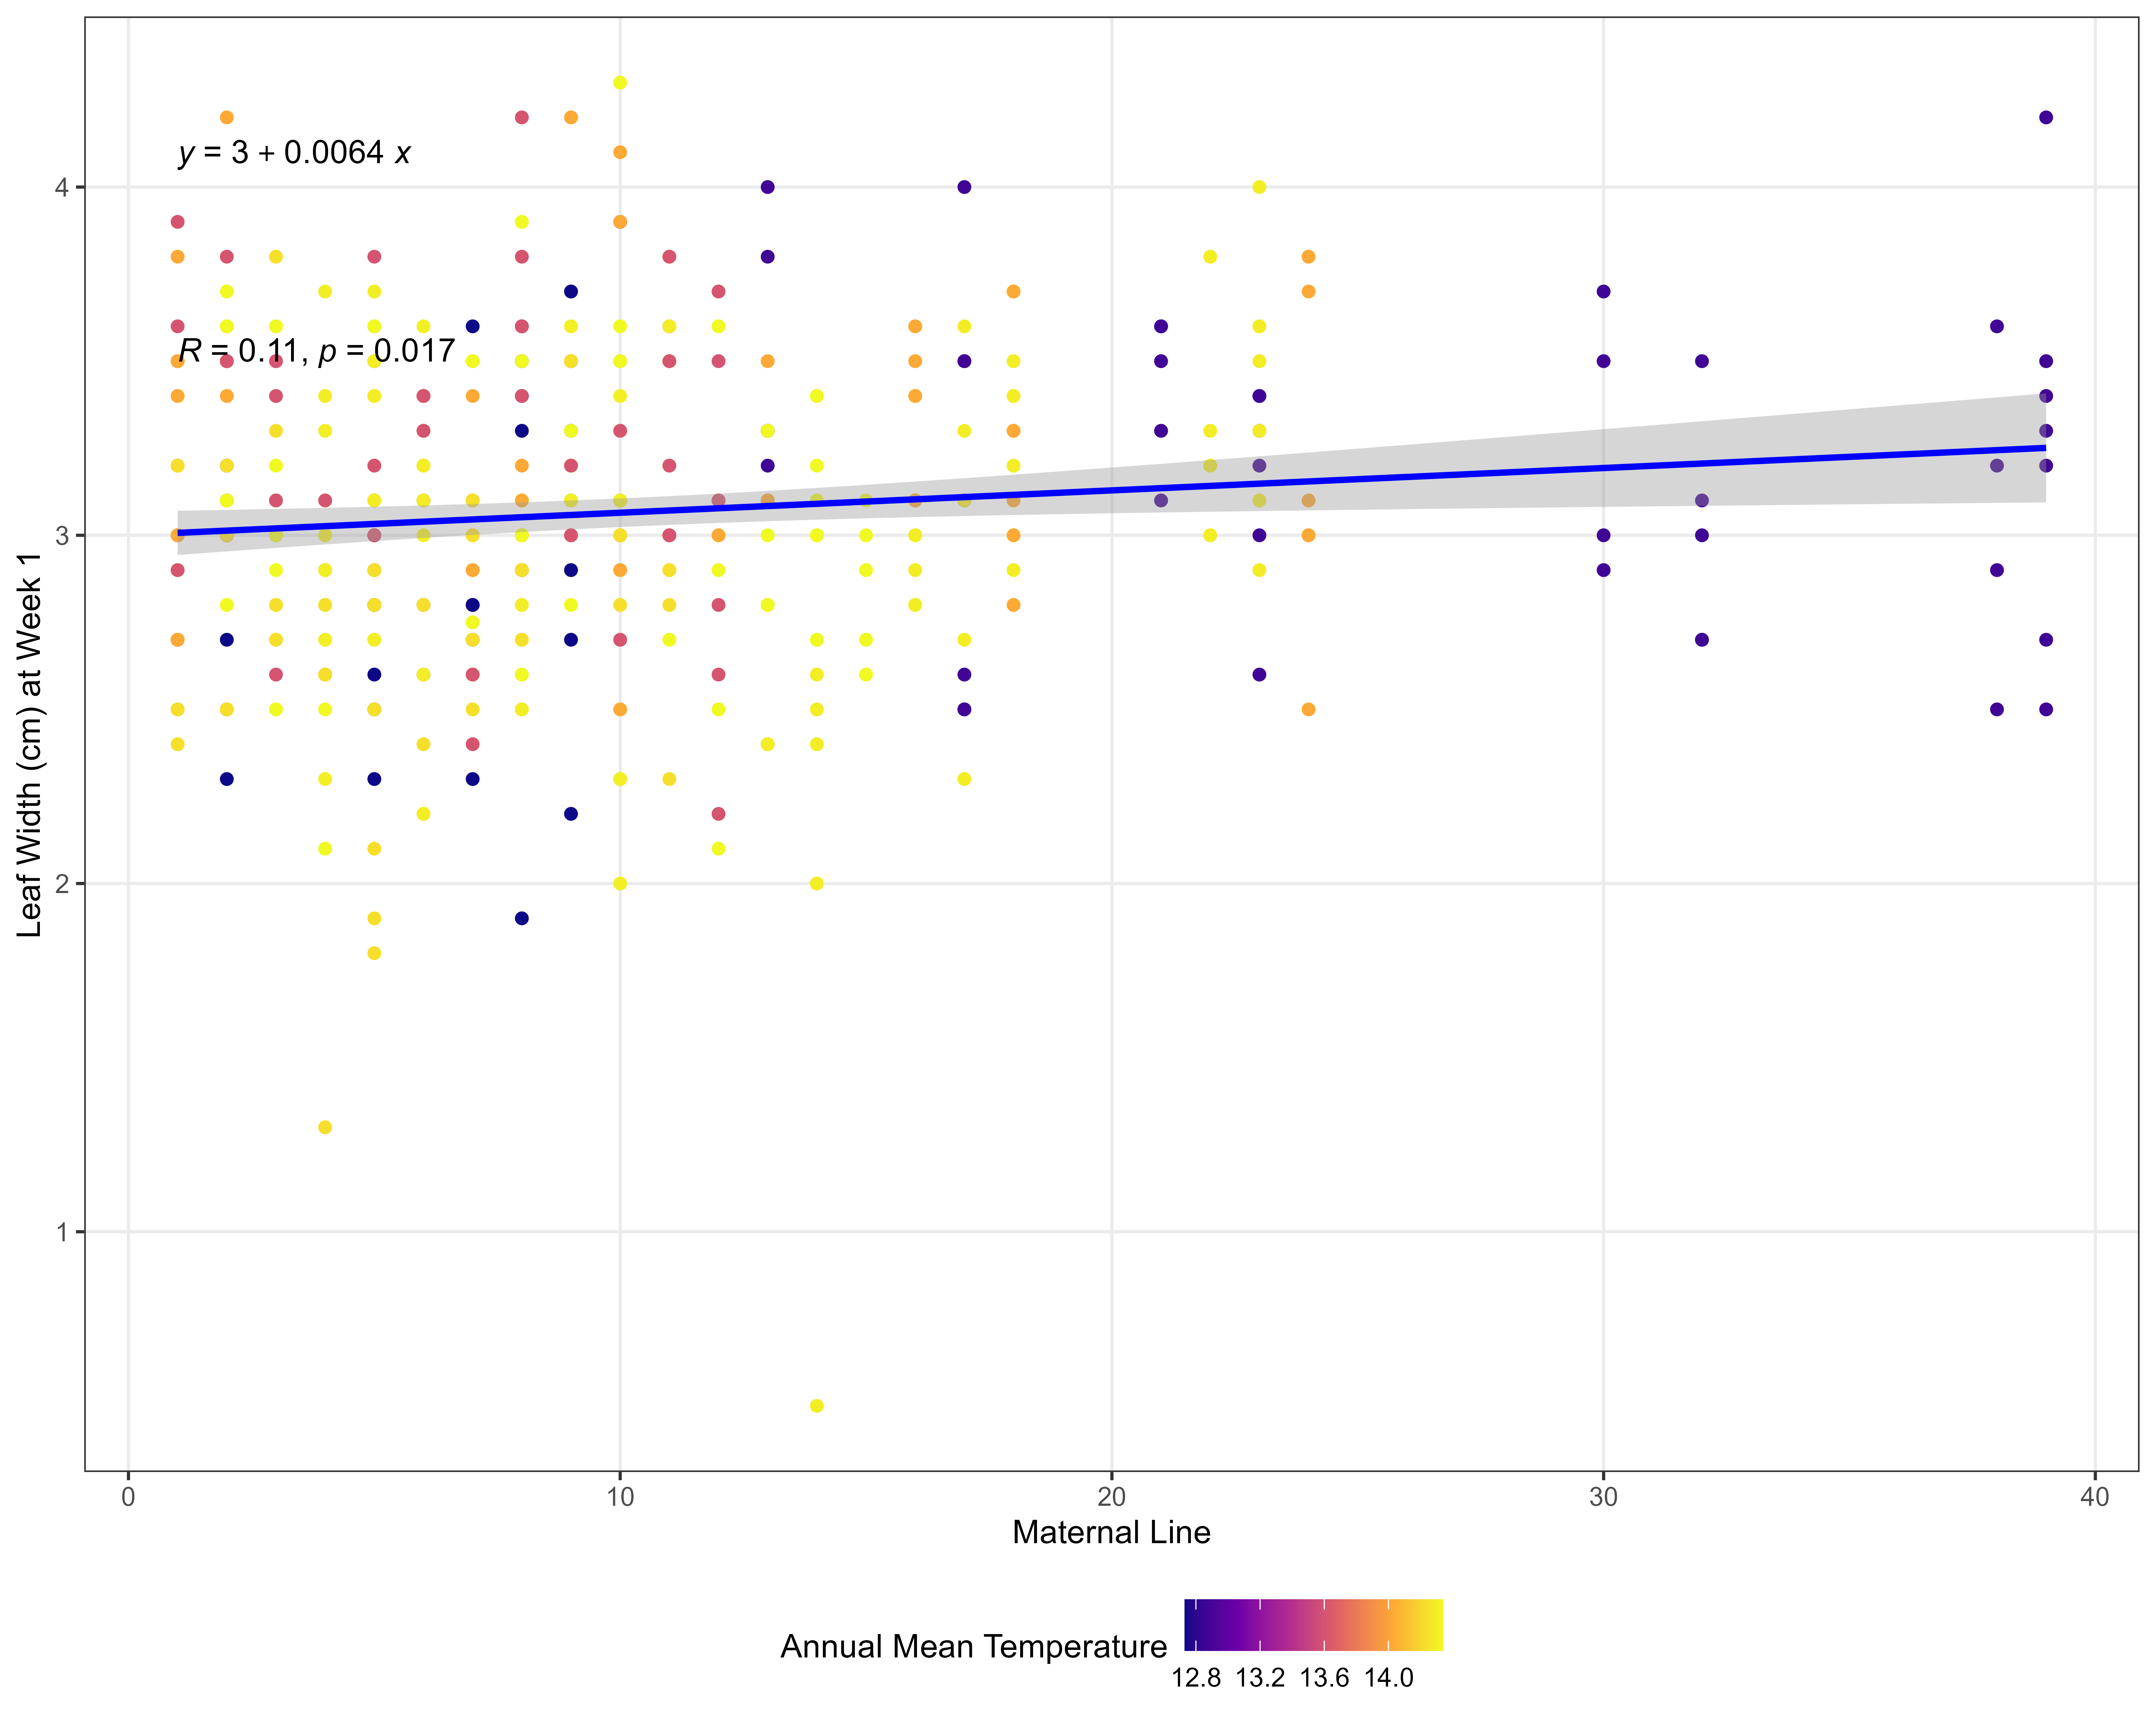 y = 3 + 0.0064 x
R = 0.11, p = 0.017
4
3
2
1
Leaf Width (cm) at Week 1
0 10 20 30 40
Maternal Line
Annual Mean Temperature
12.8 13.2 13.6 14.0